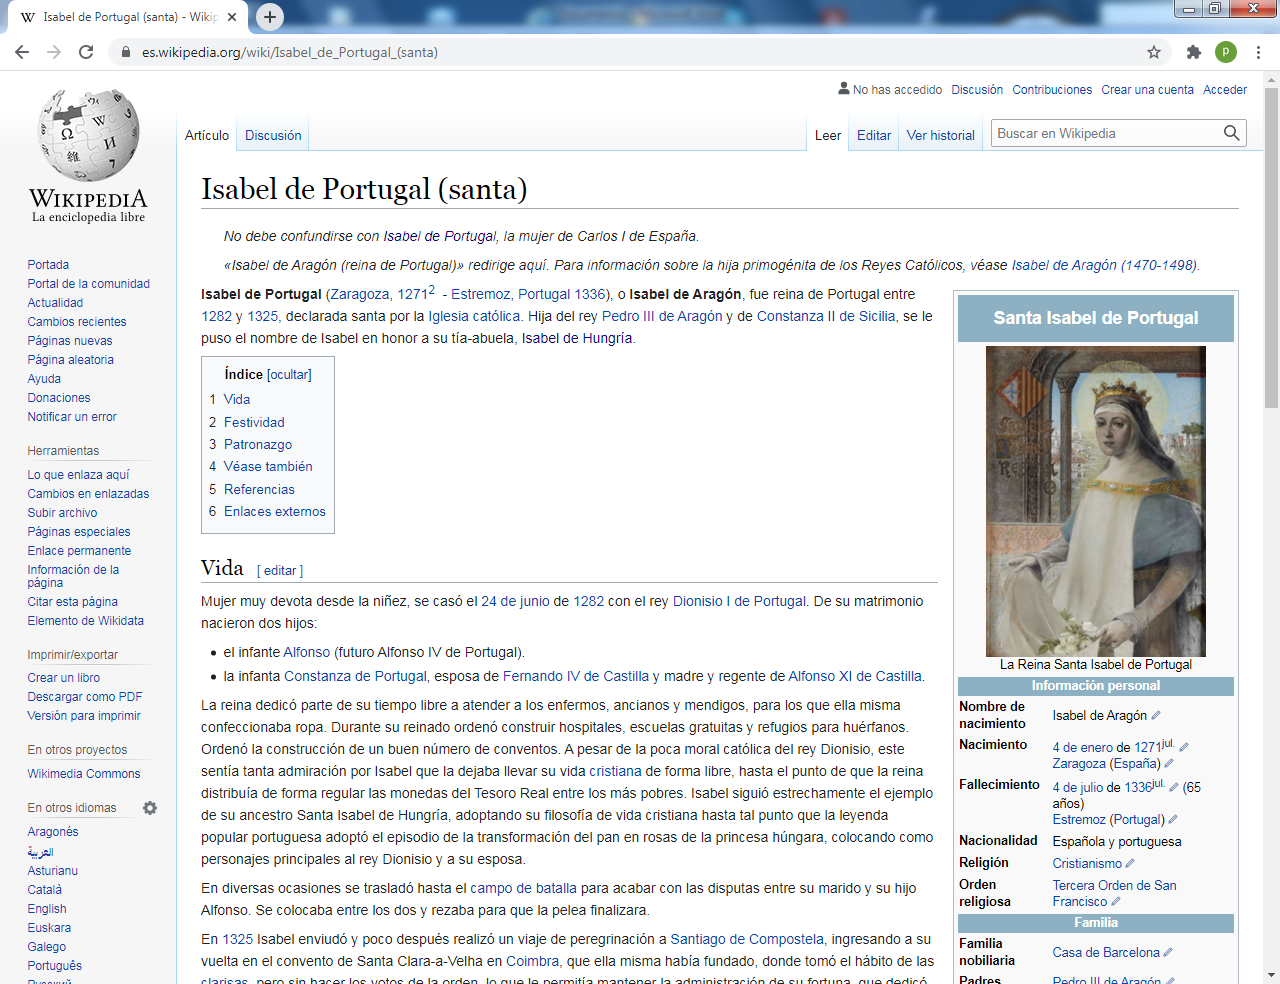 Isabel de Portugal (santa) - Wikip
es.wikipedia.org/wiki/Isabel_de_Portugal_(santa)
p
No has accedido Discusión Contribuciones Crear una cuenta Acceder
Artículo Discusión Leer Editar Ver historial Buscar en Wikipedia
WIKIPEDIA
La enciclopedia libre
Portada
Portal de la comunidad
Actualidad
Cambios recientes
Páginas nuevas
Página aleatoria
Ayuda
Donaciones
Notificar un error
Herramientas
Lo que enlaza aquí
Cambios en enlazadas
Subir archivo
Páginas especiales
Enlace permanente
Información de la
página
Citar esta página
Elemento de Wikidata
Imprimir/exportar
Crear un libro
Descargar como PDF
Versión para imprimir
En otros proyectos
Wikimedia Commons
En otros idiomas
Aragonés
العربية
Asturianu
Català
English
Euskara
Galego
Português
Русский
Isabel de Portugal (santa)
No debe confundirse con Isabel de Portugal, la mujer de Carlos I de España.
«Isabel de Aragón (reina de Portugal)» redirige aquí. Para información sobre la hija primogénita de los Reyes Católicos, véase Isabel de Aragón (1470-1498).
Isabel de Portugal (Zaragoza, 1271² - Estremoz, Portugal 1336), o Isabel de Aragón, fue reina de Portugal entre
1282 y 1325, declarada santa por la Iglesia católica. Hija del rey Pedro III de Aragón y de Constanza II de Sicilia, se le
puso el nombre de Isabel en honor a su tía-abuela, Isabel de Hungría.
Índice [ocultar]
1 Vida
2 Festividad
3 Patronazgo
4 Véase también
5 Referencias
6 Enlaces externos
Vida [ editar ]
Mujer muy devota desde la niñez, se casó el 24 de junio de 1282 con el rey Dionisio I de Portugal. De su matrimonio
nacieron dos hijos:
• el infante Alfonso (futuro Alfonso IV de Portugal).
• la infanta Constanza de Portugal, esposa de Fernando IV de Castilla y madre y regente de Alfonso XI de Castilla.
La reina dedicó parte de su tiempo libre a atender a los enfermos, ancianos y mendigos, para los que ella misma
confeccionaba ropa. Durante su reinado ordenó construir hospitales, escuelas gratuitas y refugios para huérfanos.
Ordenó la construcción de un buen número de conventos. A pesar de la poca moral católica del rey Dionisio, este
sentía tanta admiración por Isabel que la dejaba llevar su vida cristiana de forma libre, hasta el punto de que la reina
distribuía de forma regular las monedas del Tesoro Real entre los más pobres. Isabel siguió estrechamente el ejemplo
de su ancestro Santa Isabel de Hungría, adoptando su filosofía de vida cristiana hasta tal punto que la leyenda
popular portuguesa adoptó el episodio de la transformación del pan en rosas de la princesa húngara, colocando como
personajes principales al rey Dionisio y a su esposa.
En diversas ocasiones se trasladó hasta el campo de batalla para acabar con las disputas entre su marido y su hijo
Alfonso. Se colocaba entre los dos y rezaba para que la pelea finalizara.
En 1325 Isabel enviudó y poco después realizó un viaje de peregrinación a Santiago de Compostela, ingresando a su
vuelta en el convento de Santa Clara-a-Velha en Coimbra, que ella misma había fundado, donde tomó el hábito de las
clarisas, pero sin hacer los votos de la orden, lo que le permitía mantener la administración de su fortuna, que dedicó
Santa Isabel de Portugal
La Reina Santa Isabel de Portugal
Información personal
Nombre de
nacimiento Isabel de Aragón
Nacimiento 4 de enero de 1271jul.
Zaragoza (España)
Fallecimiento 4 de julio de 1336jul. (65
años)
Estremoz (Portugal)
Nacionalidad Española y portuguesa
Religión Cristianismo
Orden
religiosa Tercera Orden de San
Francisco
Familia
Familia
nobiliaria Casa de Barcelona
Padres Pedro III de Aragón